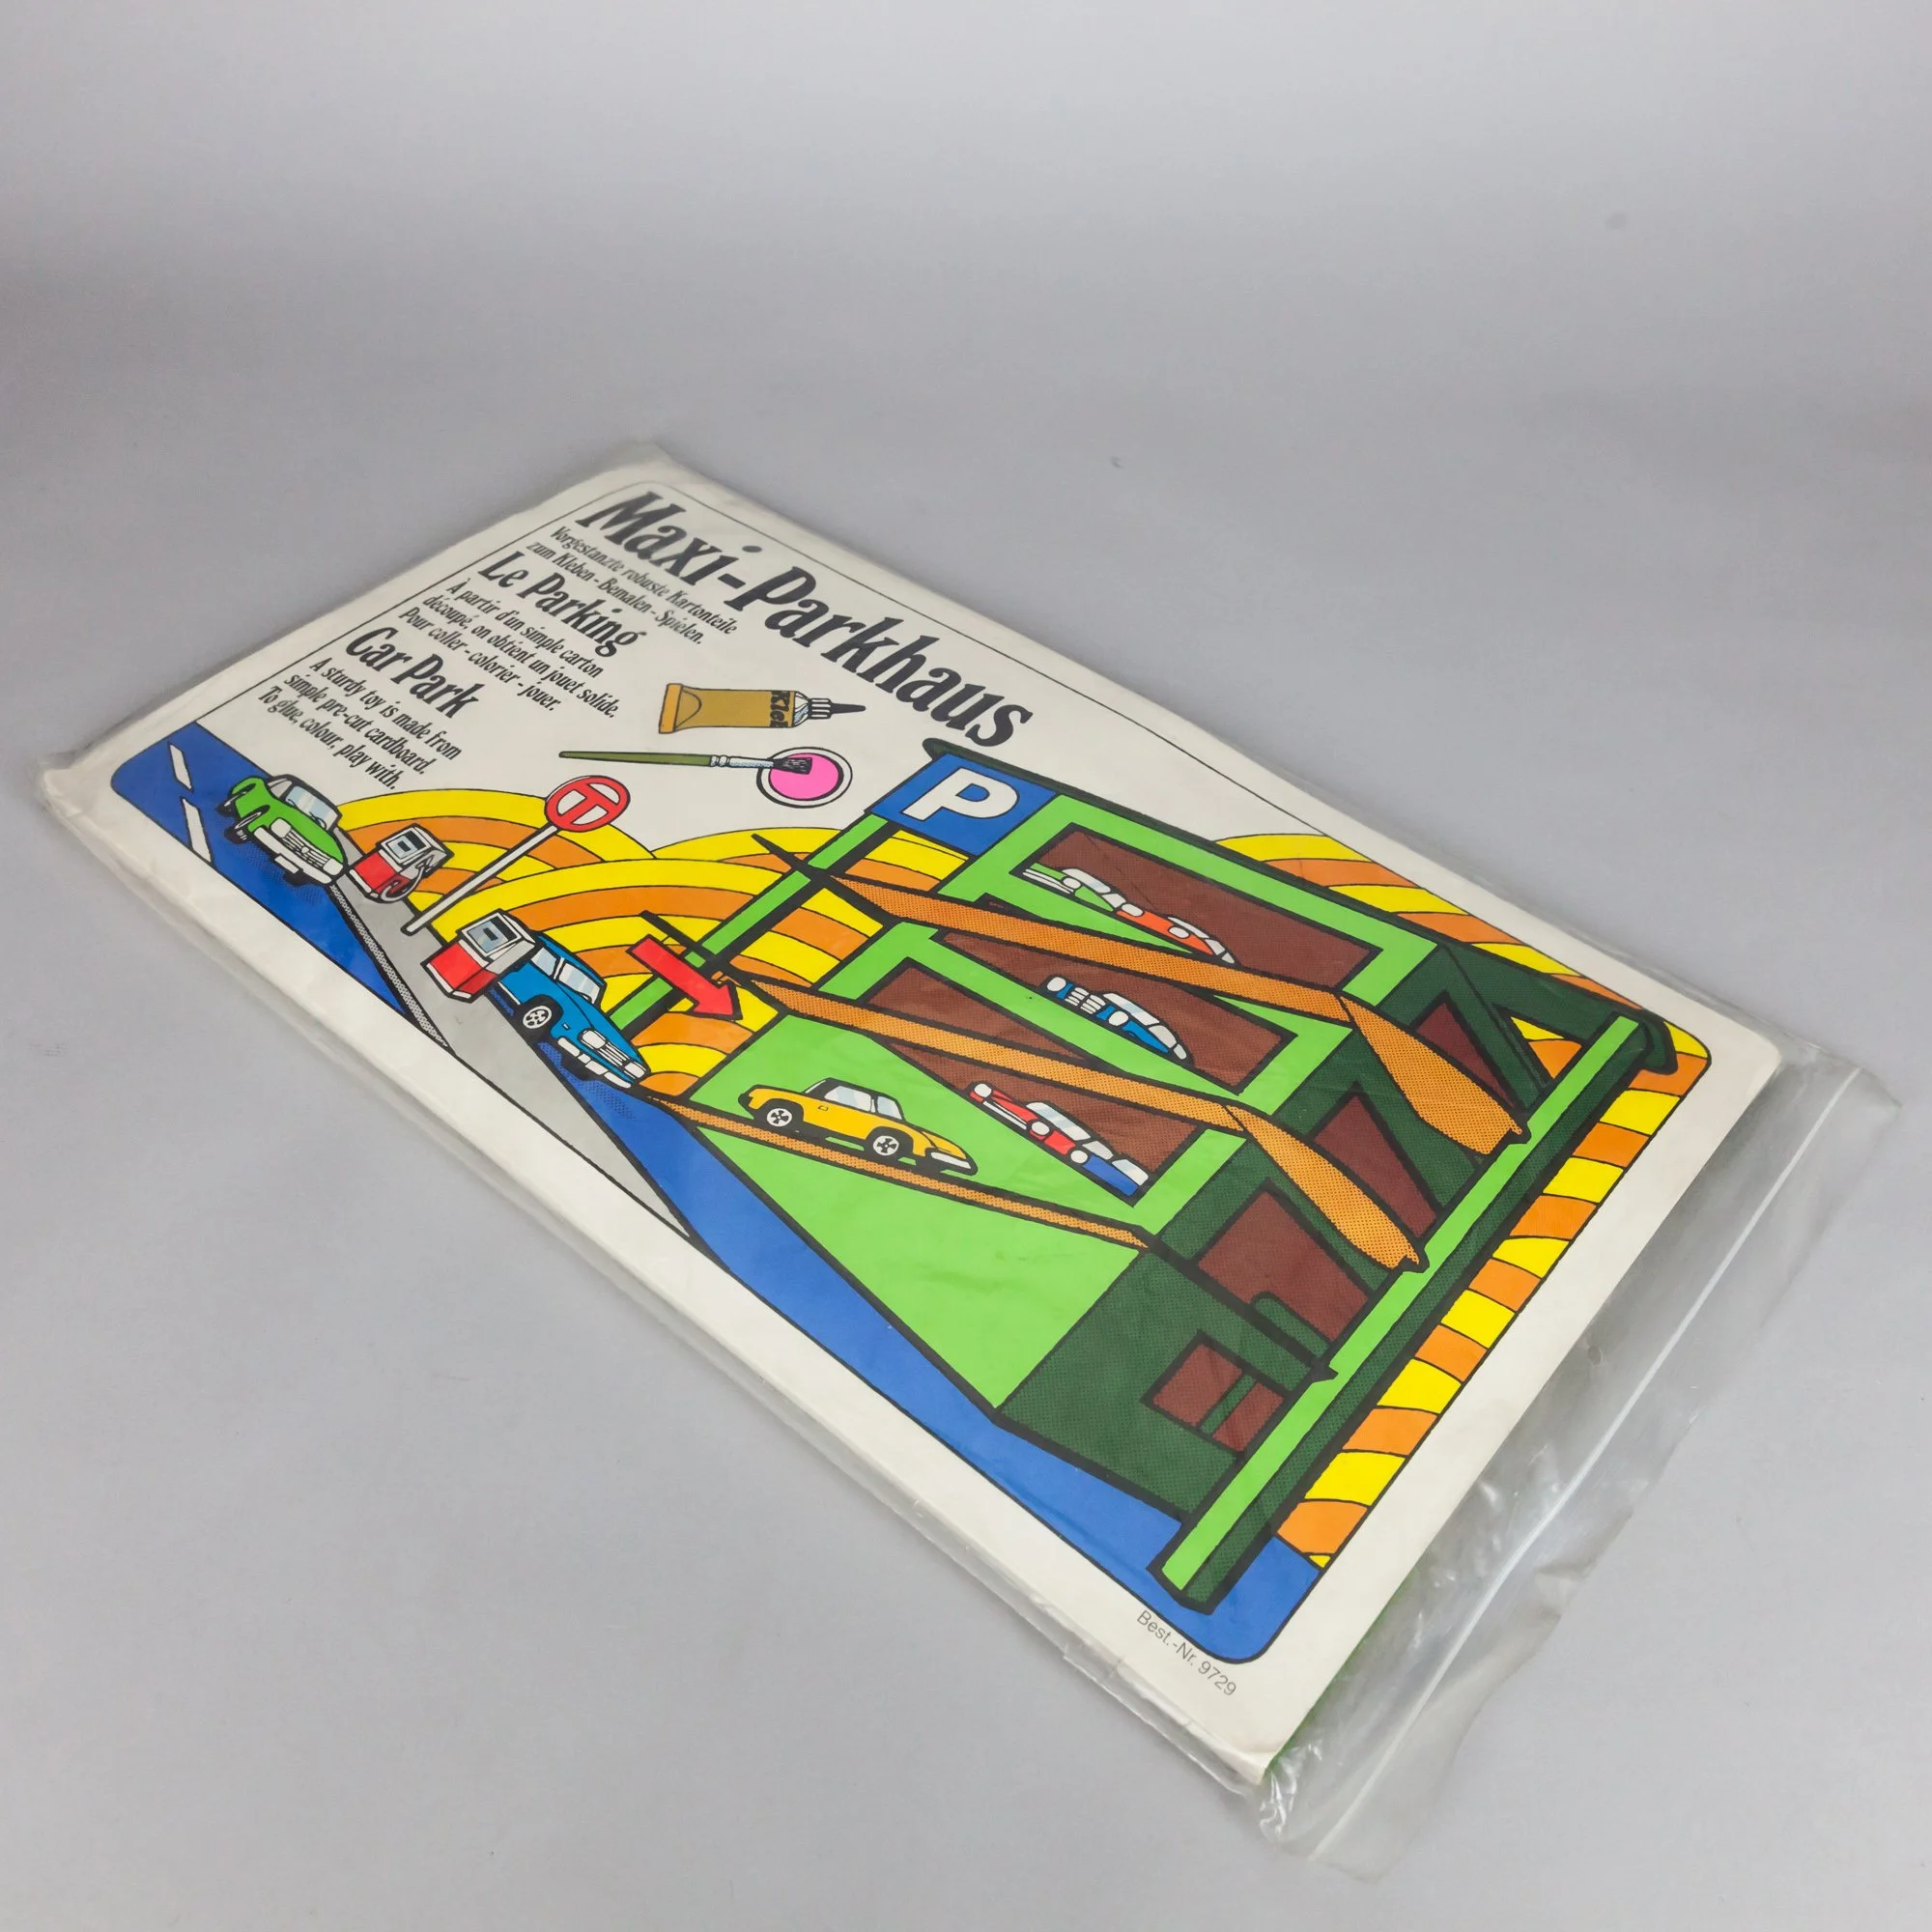 Maxi-Parkhaus
Vorgestanzte robuste Kartonteile
zum Kleben - Bemalen - Spielen.
Le Parking
À partir d'un simple carton
découpé, on obtient un jouet solide.
Pour coller - colorier - jouer.
Car Park
A sturdy toy is made from
simple pre-cut cardboard.
To glue, colour, play with.
Kleb
T
P
Best.-Nr. 9729